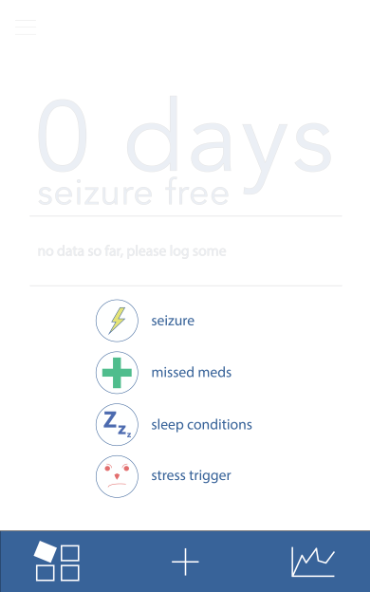 0 days
seizure free
no data so far, please log some
seizure
missed meds
Zzz
sleep conditions
stress trigger